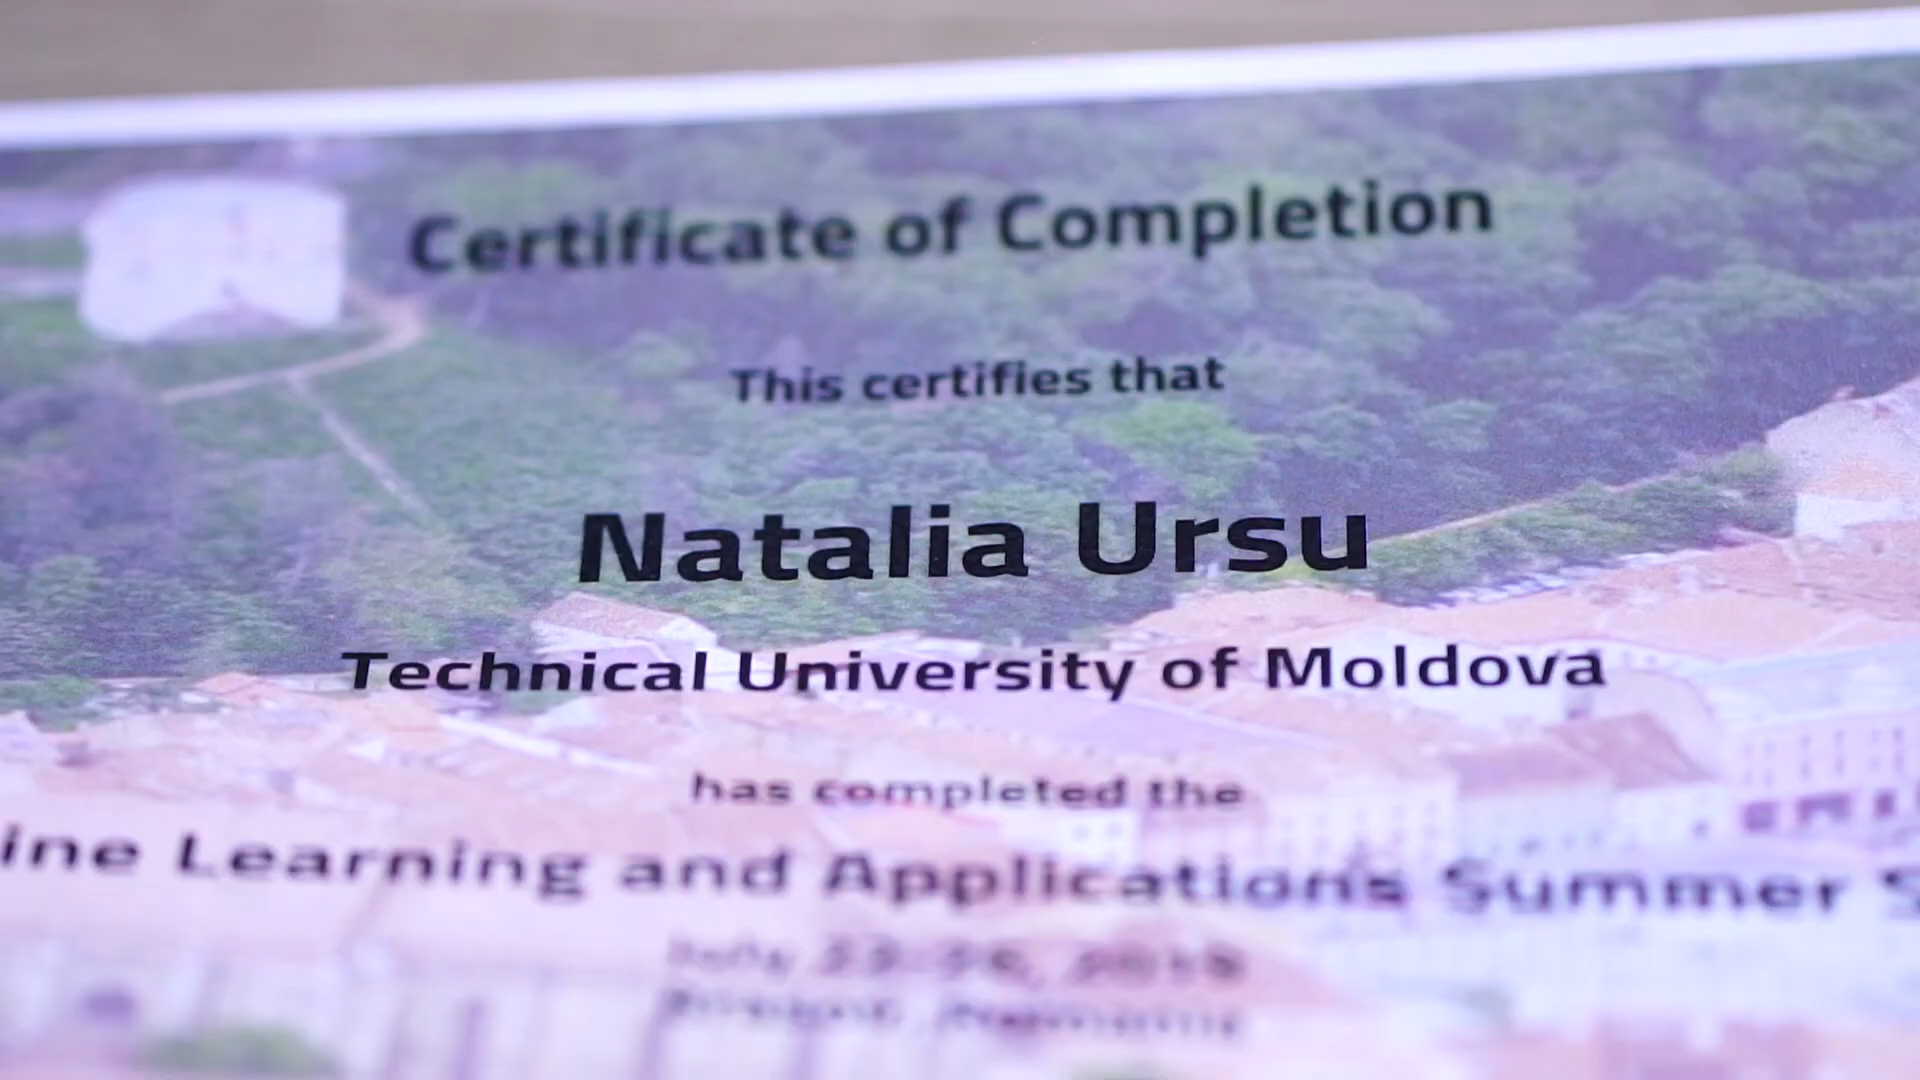 Certificate of Completion
This certifies that
Natalia Ursu
Technical University of Moldova
has completed the
ine Learning and Applications Summer S
July